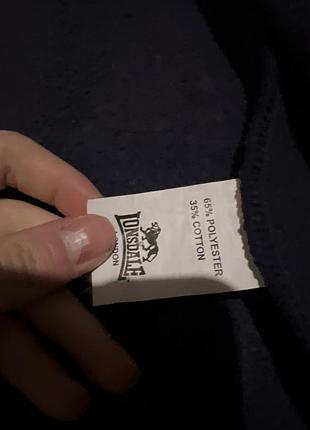 LONSDALE
LONDON
65% POLYESTER
35% COTTON